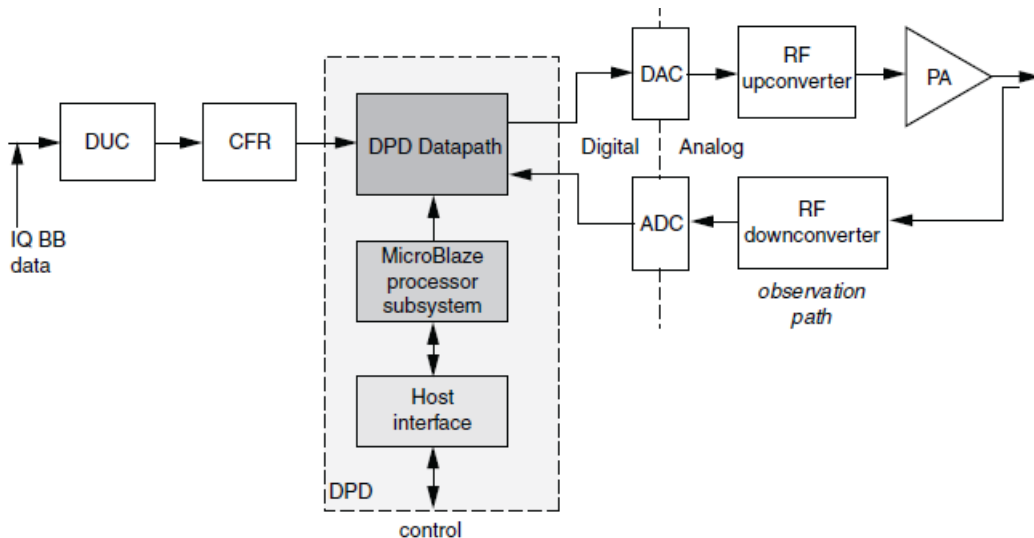 IQ BB
data
DUC
CFR
DPD Datapath
MicroBlaze
processor
subsystem
Host
interface
DPD
control
DAC
Digital
Analog
ADC
RF
upconverter
PA
RF
downconverter
observation
path